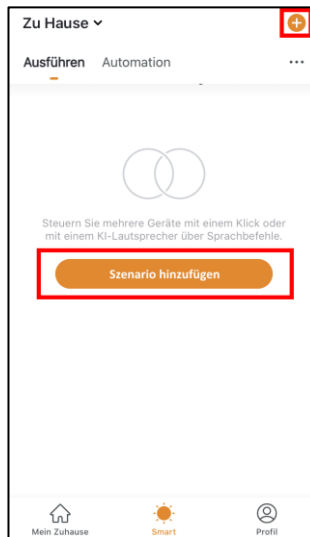 Zu Hause
Ausführen Automation
Steuern Sie mehrere Geräte mit einem Klick oder
mit einem KI-Lautsprecher über Sprachbefehle.
Szenario hinzufügen
Mein Zuhause Smart Profil